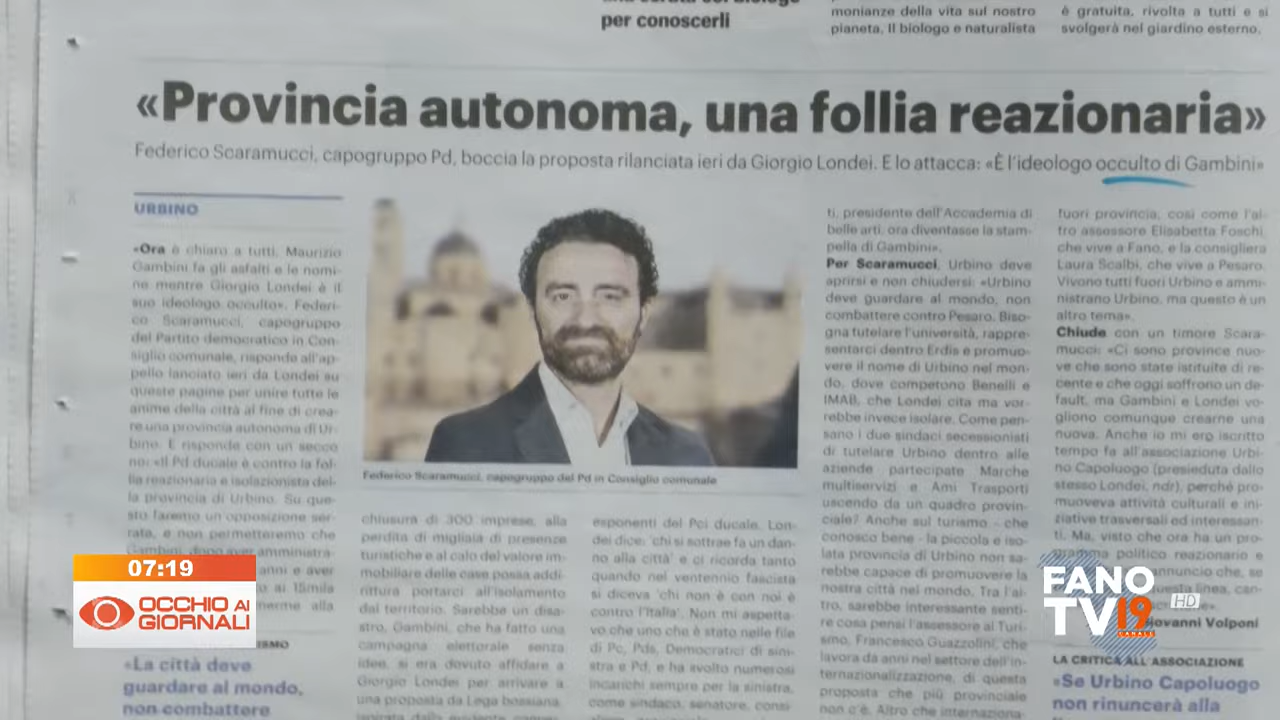 per conoscerli
monianze della vita sul nostro
pianeta. Il biologo e naturalista
è gratuita, rivolta a tutti e si
svolgerà nel giardino esterno.
«Provincia autonoma, una follia reazionaria»
Federico Scaramucci, capogruppo Pd, boccia la proposta rilanciata ieri da Giorgio Londei. E lo attacca: «È l'ideologo occulto di Gambini»
URBINO
«Ora è chiaro a tutti, Maurizio
Gambini fa gli asfalti e le nomi-
ne mentre Giorgio Londei è il
suo ideologo occulto». Federi-
co Scaramucci, capogruppo
del Partito democratico in Con-
siglio comunale, risponde all'ap-
pello lanciato ieri da Londei su
queste pagine per unire tutte le
anime della città al fine di crea-
re una provincia autonoma di Ur-
bino. E risponde con un secco
no: «Il Pd ducale è contro la fol-
lia reazionaria e isolazionista del-
la provincia di Urbino. Su que-
sto faremo un opposizione ser-
rata, e non permetteremo che
Gambini, dopo aver amministra-
anni e aver
ai 15mila
alla
«La città deve
guardare al mondo,
non combattere
Federico Scaramucci, capogruppo del Pd in Consiglio comunale
chiusura di 300 imprese, alla
perdita di migliaia di presenze
turistiche e al calo del valore im-
mobiliare delle case possa addi-
rittura portarci all'isolamento
dal territorio. Sarebbe un disa-
stro. Gambini, che ha fatto una
campagna elettorale senza
idee, si era dovuto affidare a
Giorgio Londei per arrivare a
una proposta da Lega bossiana,
esponenti del Pci ducale. Lon-
dei dice: 'chi si sottrae fa un dan-
no alla città' e ci ricorda tanto
quando nel ventennio fascista
si diceva 'chi non è con noi è
contro l'Italia'. Non mi aspetta-
vo che uno che è stato nelle file
di Pc, Pds, Democratici di sini-
stra e Pd, e ha svolto numerosi
incarichi sempre per la sinistra,
come sindaco, senatore, consi-
ti, presidente dell'Accademia di
belle arti, ora diventasse la stam-
pella di Gambini».
Per Scaramucci, Urbino deve
aprirsi e non chiudersi: «Urbino
deve guardare al mondo, non
combattere contro Pesaro. Biso-
gna tutelare l'università, rappre-
sentarci dentro Erdis e promuo-
vere il nome di Urbino nel mon-
do, dove competono Benelli e
IMAB, che Londei cita ma vor-
rebbe invece isolare. Come pen-
sano i due sindaci secessionisti
di tutelare Urbino dentro alle
aziende partecipate Marche
multiservizi e Ami Trasporti
uscendo da un quadro provin-
ciale? Anche sul turismo - che
conosco bene - la piccola e iso-
lata provincia di Urbino non sa-
rebbe capace di promuovere la
nostra città nel mondo. Tra l'al-
tro, sarebbe interessante senti-
re cosa pensi l'assessore al Turi-
smo, Francesco Guazzolini, che
lavora da anni nel settore dell'in-
ternazionalizzazione, di questa
proposta che più provinciale
non c'è. Altro che internaziona-
fuori provincia, così come l'al-
tro assessore Elisabetta Foschi,
che vive a Fano, e la consigliera
Laura Scalbi, che vive a Pesaro.
Vivono tutti fuori Urbino e ammi-
nistrano Urbino, ma questo è un
altro tema».
Chiude con un timore Scara-
mucci: «Ci sono province nuo-
ve che sono state istituite di re-
cente e che oggi soffrono un de-
fault, ma Gambini e Londei vo-
gliono comunque crearne una
nuova. Anche io mi ero iscritto
tempo fa all'associazione Urbi-
no Capoluogo (presieduta dallo
stesso Londei, ndr), perché pro-
muoveva attività culturali e ini-
ziative trasversali ed interessan-
ti. Ma, visto che ora ha un pro-
gramma politico reazionario e
annuncio che, se
questa linea, can-
Giovanni Volponi
LA CRITICA ALL'ASSOCIAZIONE
«Se Urbino Capoluogo
non rinuncerà alla
07:19
OCCHIO AI
GIORNALI
FANO
TV19
CANALE
HD